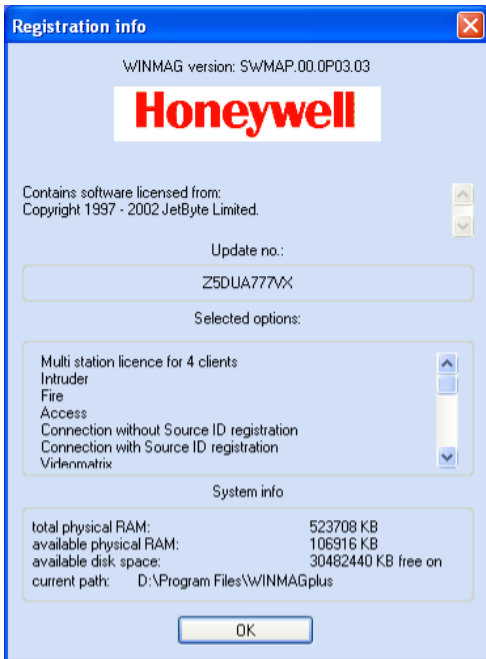 Registration info
WINMAG version: SWMAP.00.0P03.03
Honeywell
Contains software licensed from:
Copyright 1997 - 2002 JetByte Limited.
Update no.:
Z5DUA777VX
Selected options:
Multi station licence for 4 clients
Intruder
Fire
Access
Connection without Source ID registration
Connection with Source ID registration
Videomatrix
System info
total physical RAM: 523708 KB
available physical RAM: 106916 KB
available disk space: 30482440 KB free on
current path: D:\Program Files\WINMAGplus
OK